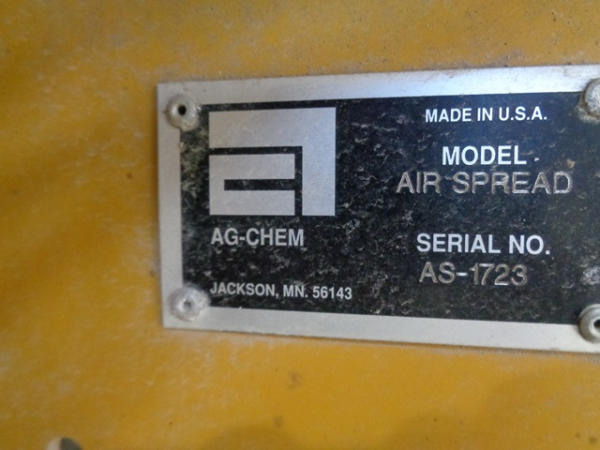 MADE IN U.S.A.
MODEL
AIR SPREAD
AG-CHEM
SERIAL NO.
AS-1723
JACKSON, MN. 56143